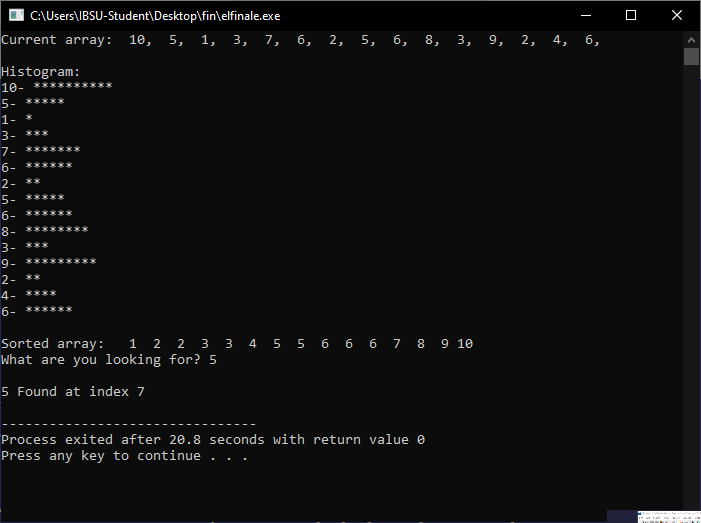 C:\Users\IBSU-Student\Desktop\fin\elfinale.exe
Current array:  10,  5,  1,  3,  7,  6,  2,  5,  6,  8,  3,  9,  2,  4,  6,
Histogram:
10- **********
5- *****
1- *
3- ***
7- *******
6- ******
2- **
5- *****
6- ******
8- ********
3- ***
9- *********
2- **
4- ****
6- ******
Sorted array:   1  2  2  3  3  4  5  5  6  6  6  7  8  9 10
What are you looking for? 5
5 Found at index 7
--------------------------------
Process exited after 20.8 seconds with return value 0
Press any key to continue . . .